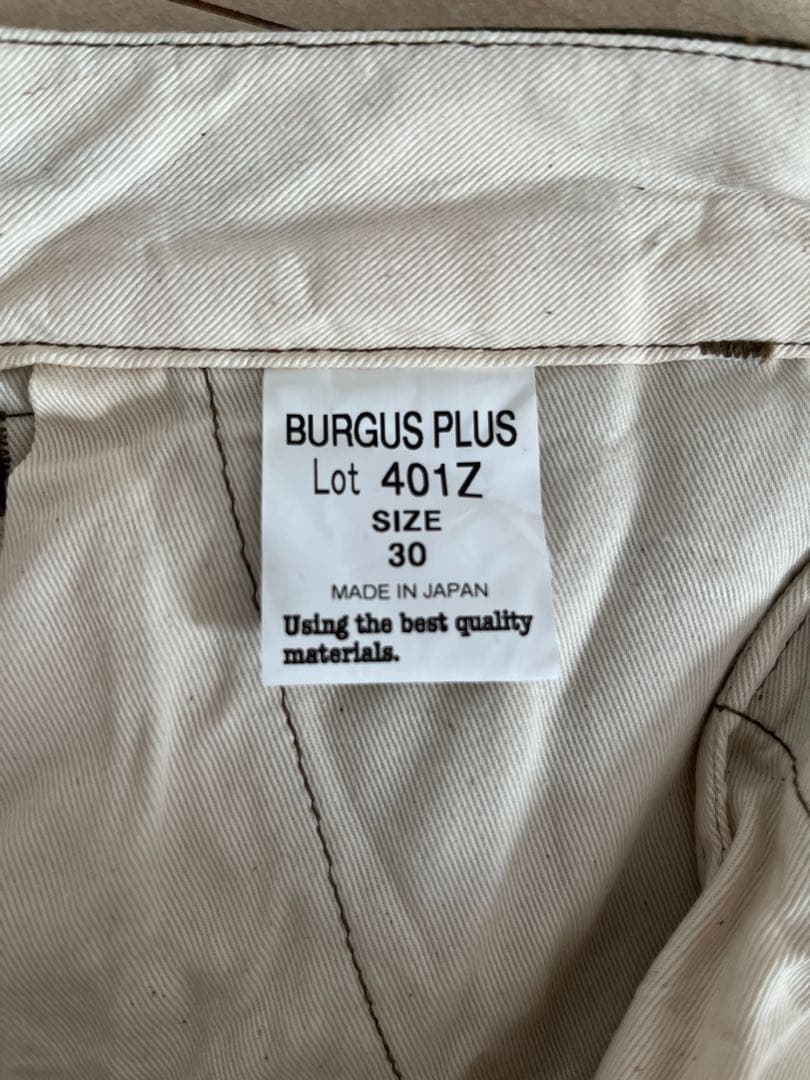 BURGUS PLUS
Lot 401Z
SIZE
30
MADE IN JAPAN
Using the best quality
materials.